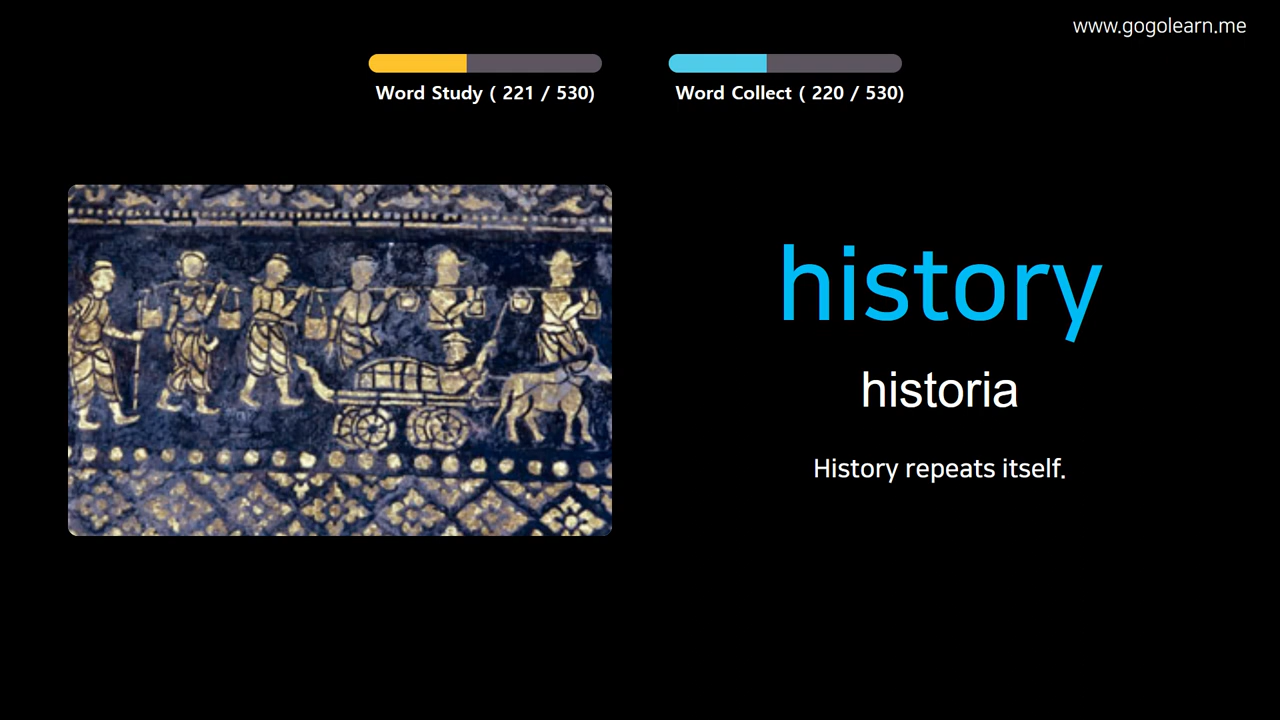 www.gogolearn.me
Word Study ( 221 / 530)
Word Collect ( 220 / 530)
history
historia
History repeats itself.